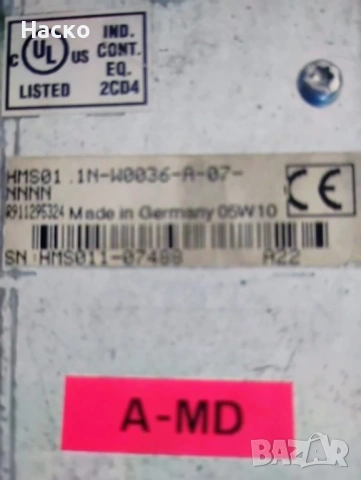 Наско
c UL US
LISTED
IND.
CONT.
EQ.
2CD4
HMS01.1N-W0036-A-07-
NNNN
R911295324 Made in Germany 05W10
SN:HMS011-07488 A22
CE
A-MD
BAZAR